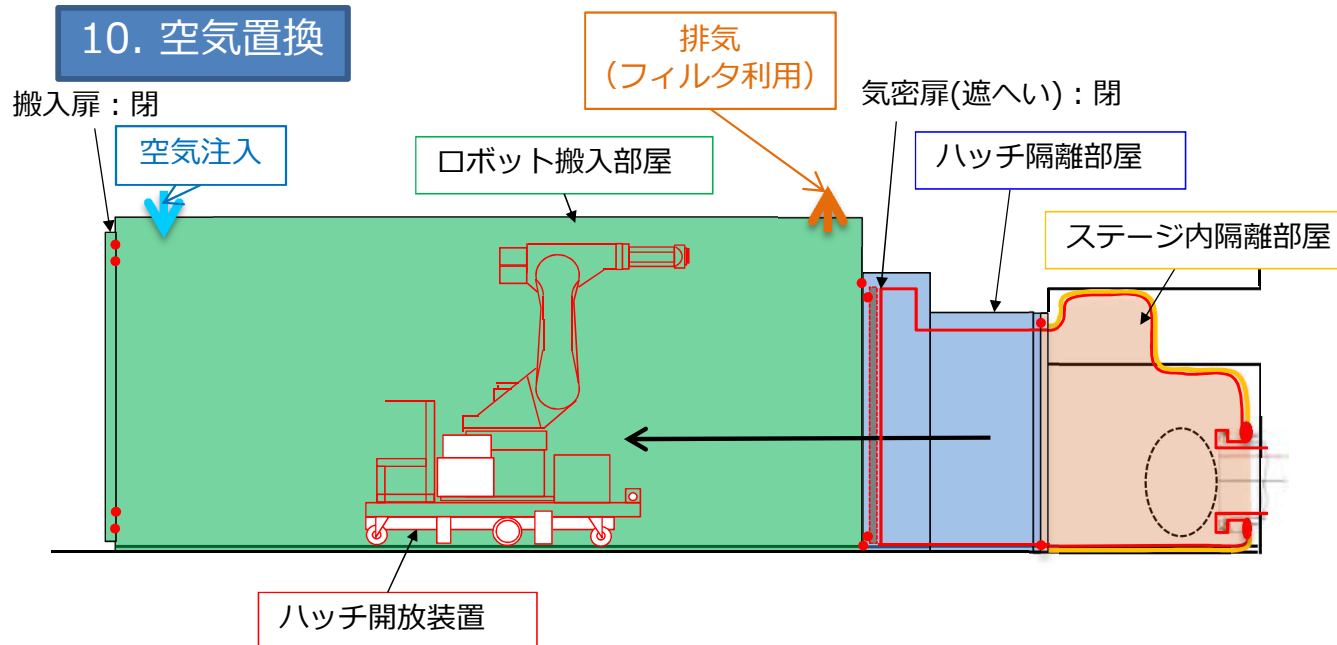 10. 空気置換
排気
（フィルタ利用）
搬入扉：閉
気密扉(遮へい)：閉
空気注入
ロボット搬入部屋
ハッチ隔離部屋
ステージ内隔離部屋
ハッチ開放装置